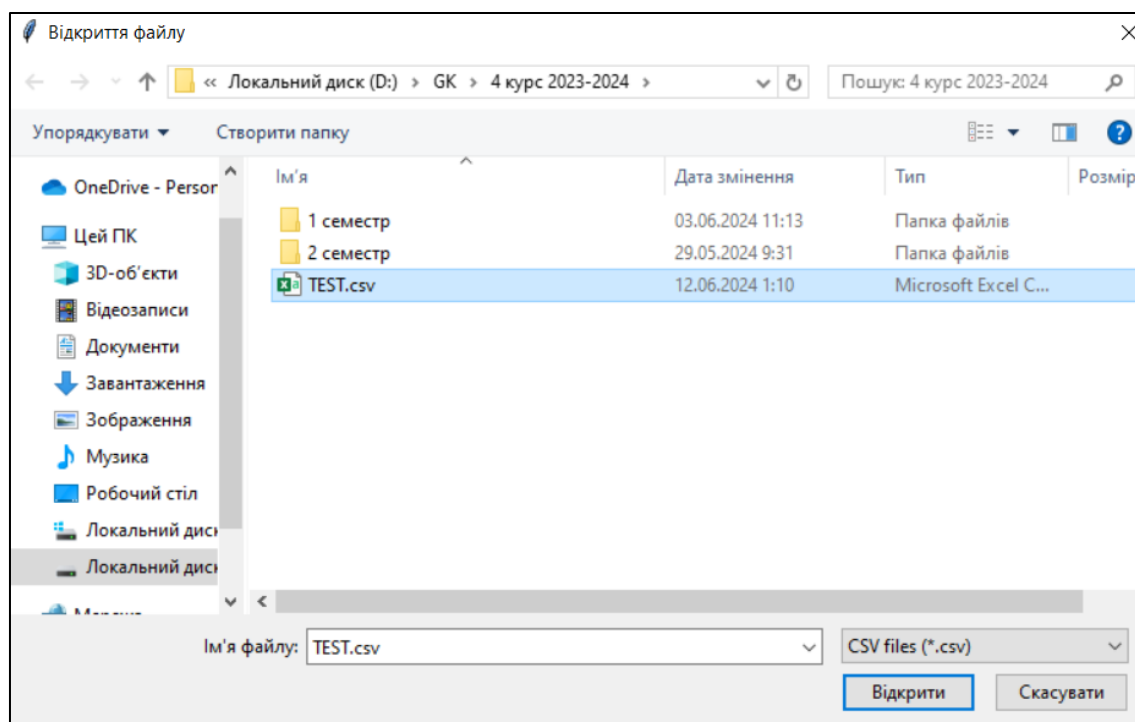 Відкриття файлу
« Локальний диск (D:) › GK › 4 курс 2023-2024 ›
Пошук: 4 курс 2023-2024
Упорядкувати
Створити папку
OneDrive - Person
Цей ПК
3D-об'єкти
Відеозаписи
Документи
Завантаження
Зображення
Музика
Робочий стіл
Локальний диск
Локальний диск
Ім'я Дата змінення Тип Розмір
1 семестр 03.06.2024 11:13 Папка файлів
2 семестр 29.05.2024 9:31 Папка файлів
TEST.csv 12.06.2024 1:10 Microsoft Excel C...
Ім'я файлу: TEST.csv CSV files (*.csv)
Відкрити Скасувати